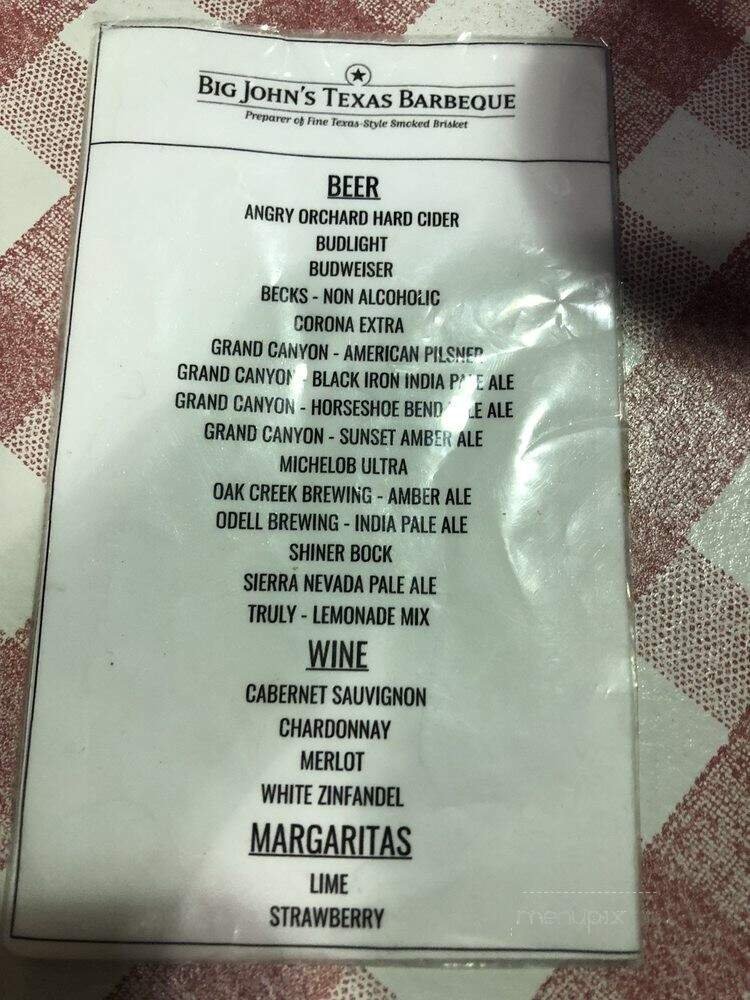 BIG JOHN'S TEXAS BARBEQUE
Preparer of Fine Texas-Style Smoked Brisket
BEER
ANGRY ORCHARD HARD CIDER
BUDLIGHT
BUDWEISER
BECKS - NON ALCOHOLIC
CORONA EXTRA
GRAND CANYON - AMERICAN PILSNER
GRAND CANYON - BLACK IRON INDIA PALE ALE
GRAND CANYON - HORSESHOE BEND PALE ALE
GRAND CANYON - SUNSET AMBER ALE
MICHELOB ULTRA
OAK CREEK BREWING - AMBER ALE
ODELL BREWING - INDIA PALE ALE
SHINER BOCK
SIERRA NEVADA PALE ALE
TRULY - LEMONADE MIX
WINE
CABERNET SAUVIGNON
CHARDONNAY
MERLOT
WHITE ZINFANDEL
MARGARITAS
LIME
STRAWBERRY
menupix